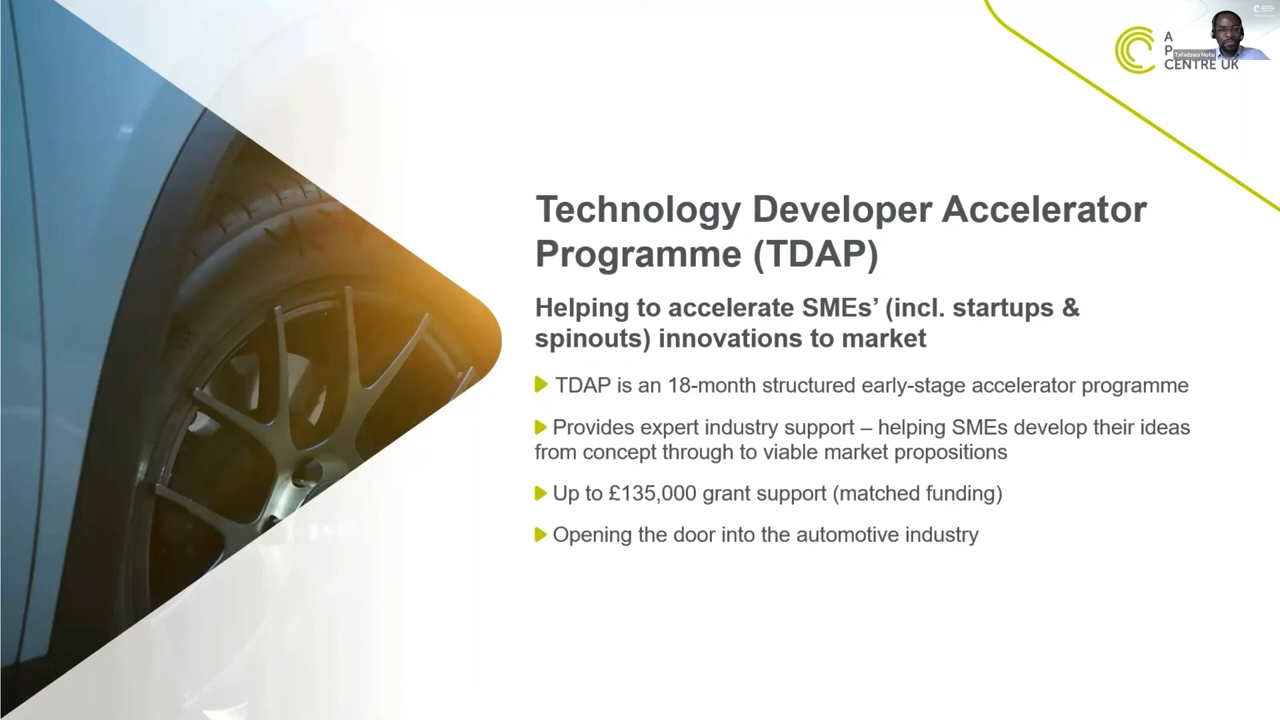 A
P
CENTRE UK
Technology Developer Accelerator
Programme (TDAP)
Helping to accelerate SMEs’ (incl. startups &
spinouts) innovations to market
TDAP is an 18-month structured early-stage accelerator programme
Provides expert industry support – helping SMEs develop their ideas
from concept through to viable market propositions
Up to £135,000 grant support (matched funding)
Opening the door into the automotive industry